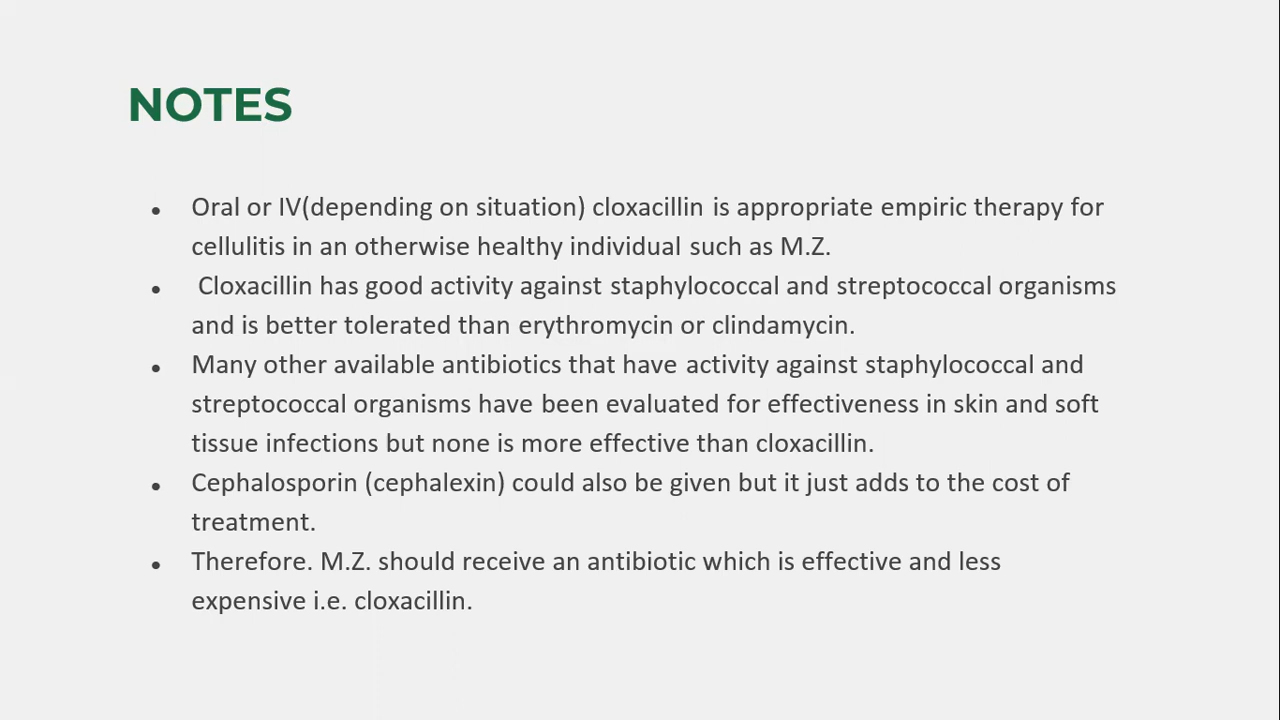 NOTES
• Oral or IV(depending on situation) cloxacillin is appropriate empiric therapy for
cellulitis in an otherwise healthy individual such as M.Z.
• Cloxacillin has good activity against staphylococcal and streptococcal organisms
and is better tolerated than erythromycin or clindamycin.
• Many other available antibiotics that have activity against staphylococcal and
streptococcal organisms have been evaluated for effectiveness in skin and soft
tissue infections but none is more effective than cloxacillin.
• Cephalosporin (cephalexin) could also be given but it just adds to the cost of
treatment.
• Therefore. M.Z. should receive an antibiotic which is effective and less
expensive i.e. cloxacillin.